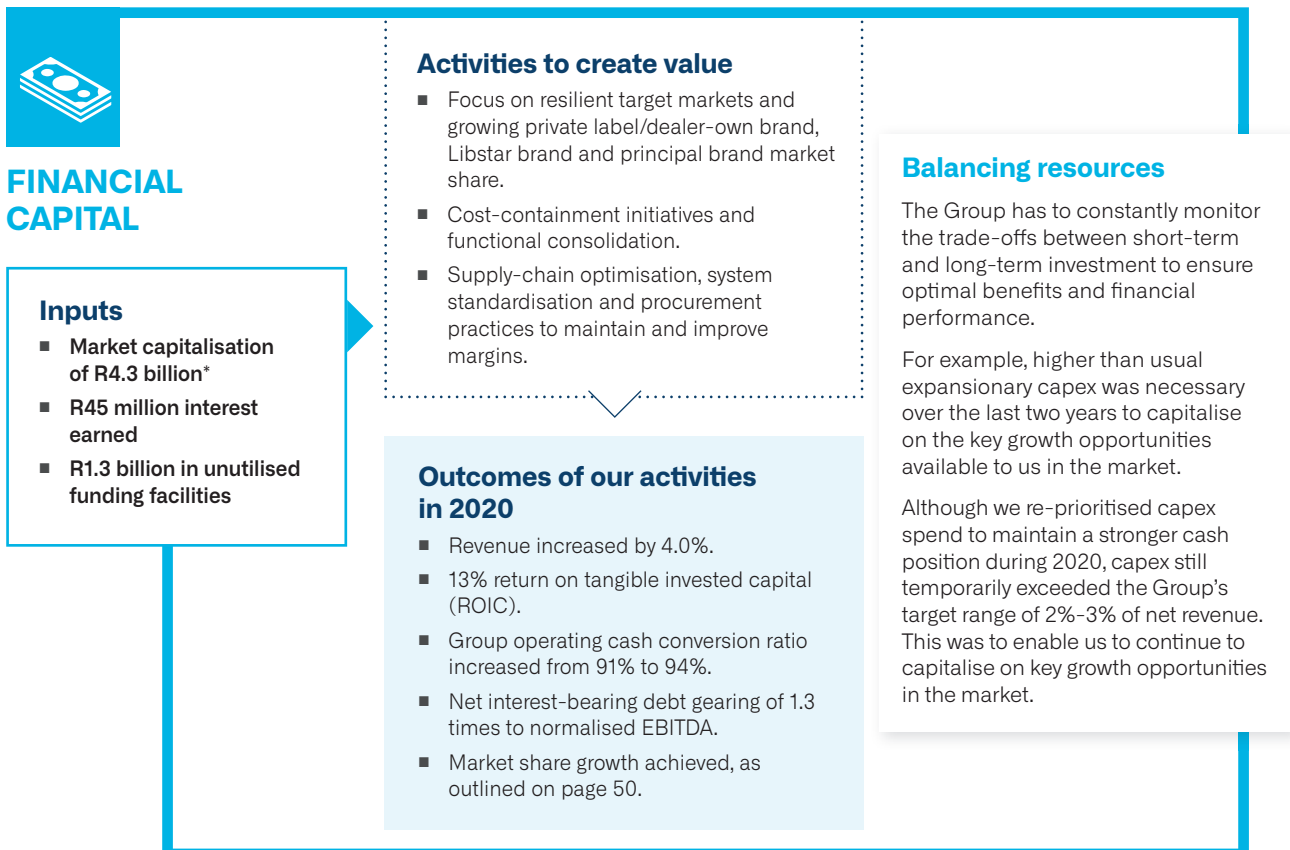 FINANCIAL
CAPITAL
Inputs
■ Market capitalisation
of R4.3 billion*
■ R45 million interest
earned
■ R1.3 billion in unutilised
funding facilities
Activities to create value
■ Focus on resilient target markets and
growing private label/dealer-own brand,
Libstar brand and principal brand market
share.
■ Cost-containment initiatives and
functional consolidation.
■ Supply-chain optimisation, system
standardisation and procurement
practices to maintain and improve
margins.
Outcomes of our activities
in 2020
■ Revenue increased by 4.0%.
■ 13% return on tangible invested capital
(ROIC).
■ Group operating cash conversion ratio
increased from 91% to 94%.
■ Net interest-bearing debt gearing of 1.3
times to normalised EBITDA.
■ Market share growth achieved, as
outlined on page 50.
Balancing resources
The Group has to constantly monitor
the trade-offs between short-term
and long-term investment to ensure
optimal benefits and financial
performance.
For example, higher than usual
expansionary capex was necessary
over the last two years to capitalise
on the key growth opportunities
available to us in the market.
Although we re-prioritised capex
spend to maintain a stronger cash
position during 2020, capex still
temporarily exceeded the Group’s
target range of 2%-3% of net revenue.
This was to enable us to continue to
capitalise on key growth opportunities
in the market.